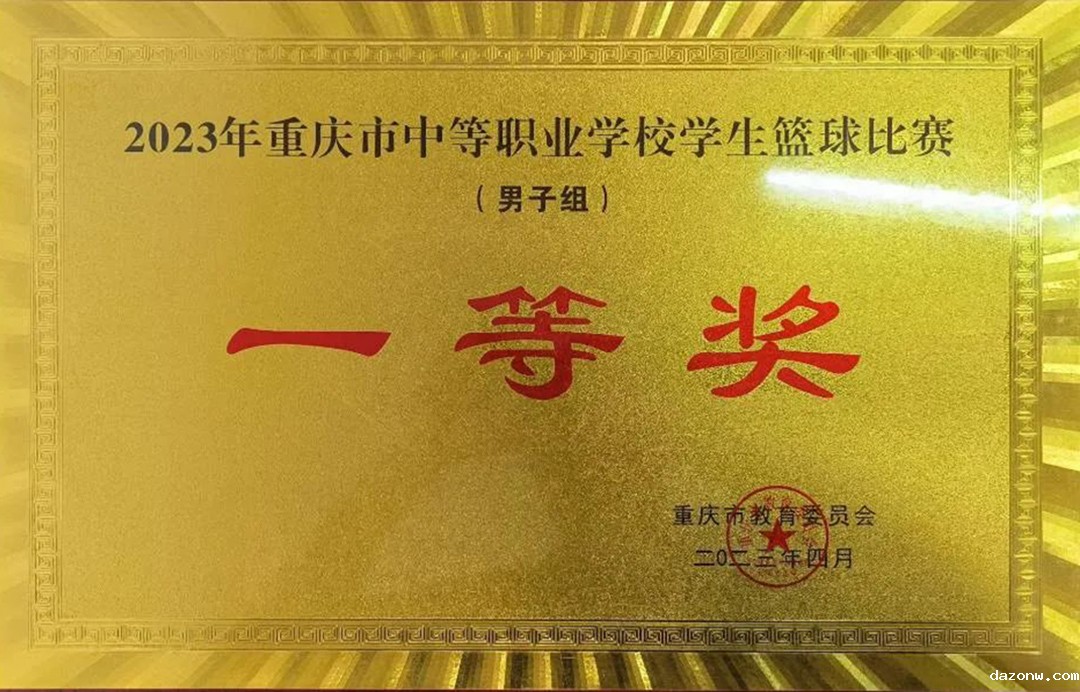 2023年重庆市中等职业学校学生篮球比赛
（男子组）
一等奖
重庆市教育委员会
二0二三年四月
dazonw.com